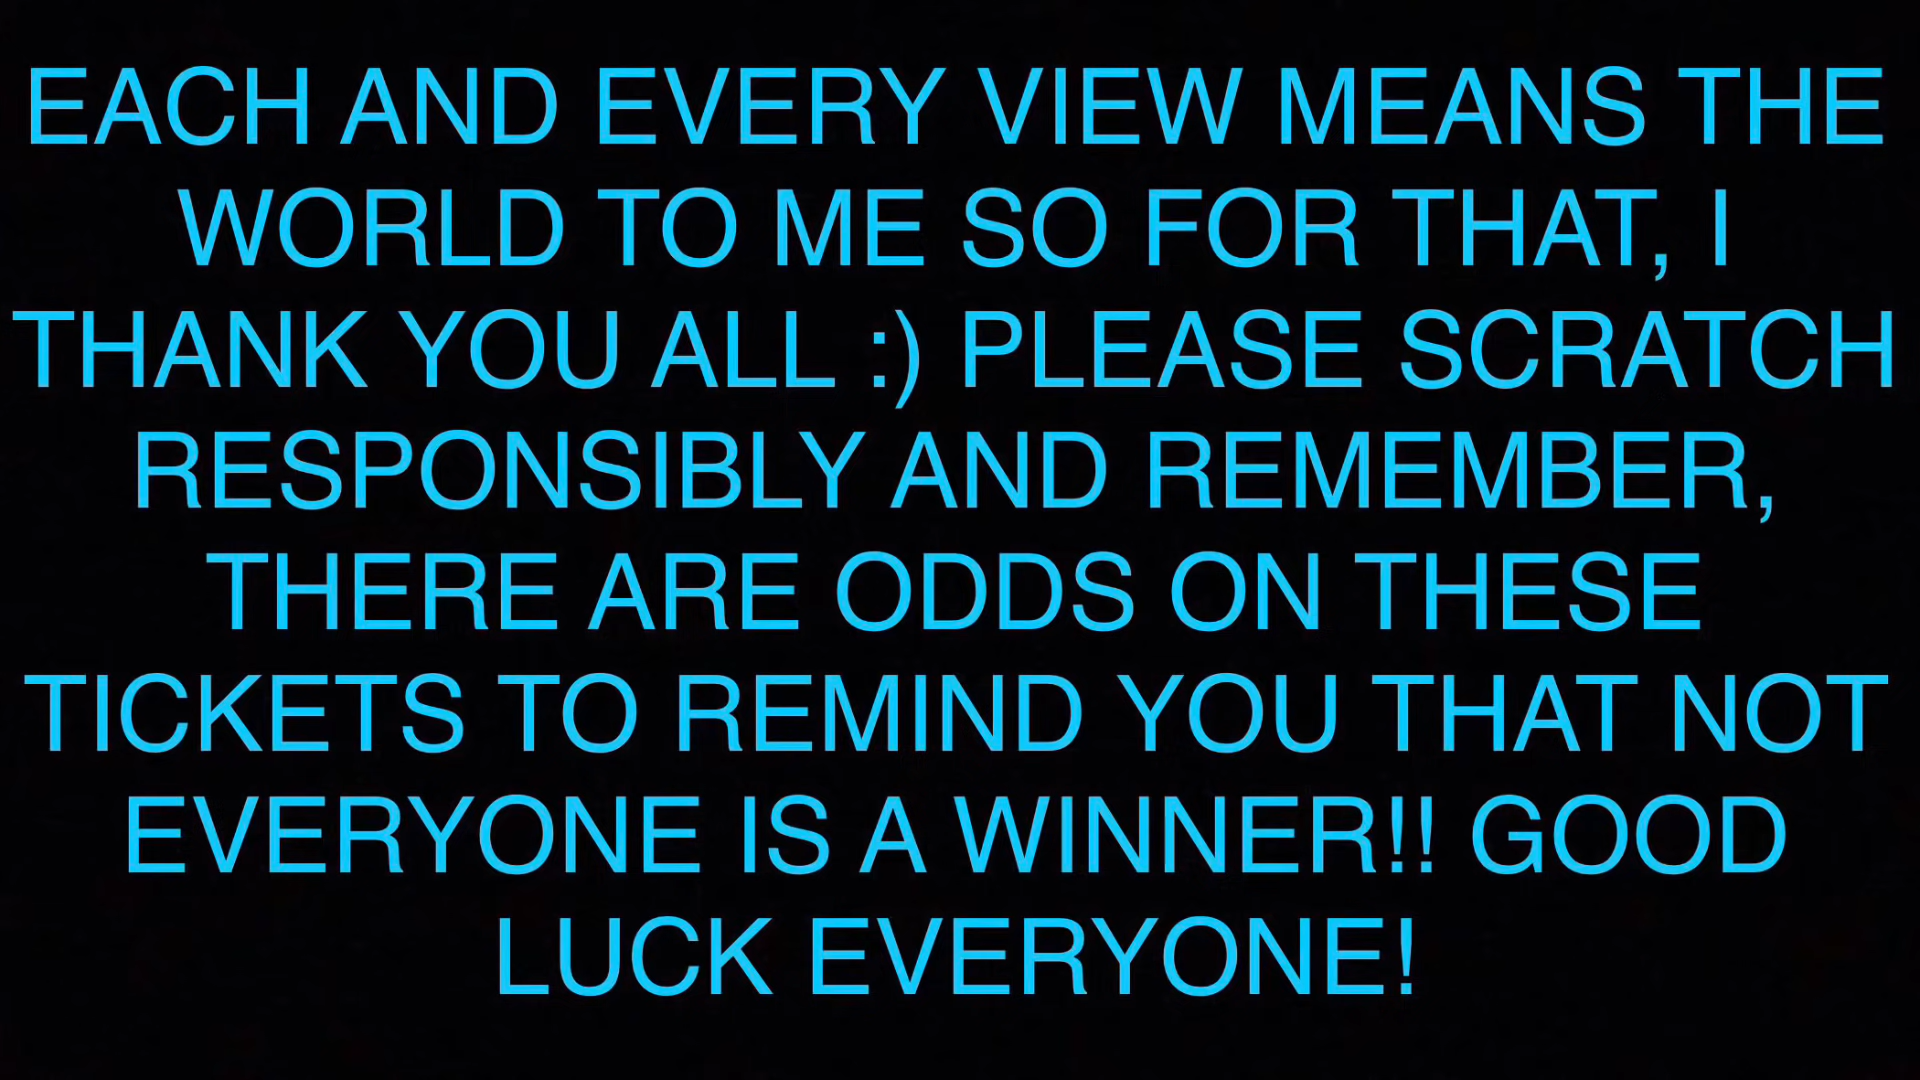 EACH AND EVERY VIEW MEANS THE
WORLD TO ME SO FOR THAT, I
THANK YOU ALL :) PLEASE SCRATCH
RESPONSIBLY AND REMEMBER,
THERE ARE ODDS ON THESE
TICKETS TO REMIND YOU THAT NOT
EVERYONE IS A WINNER!! GOOD
LUCK EVERYONE!